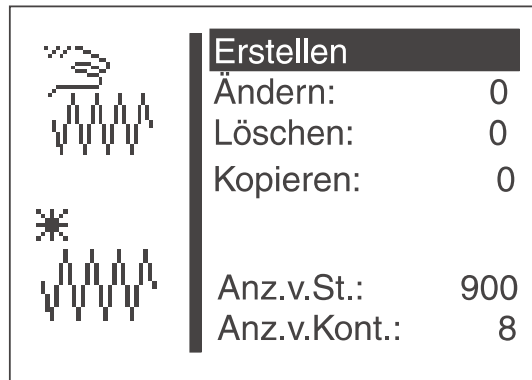 Erstellen
Ändern: 0
Löschen: 0
Kopieren: 0
Anz.v.St.: 900
Anz.v.Kont.: 8